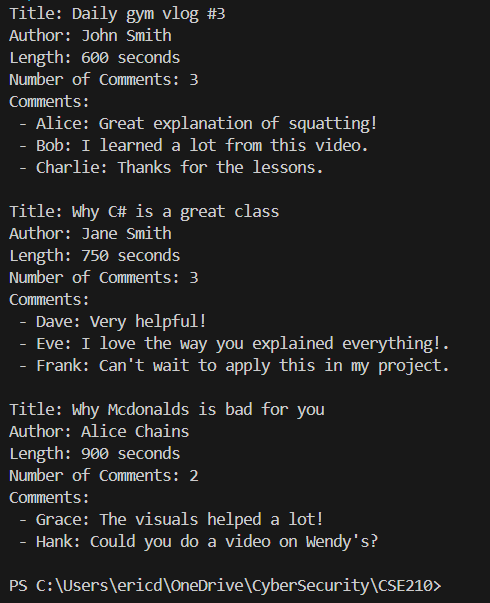 Title: Daily gym vlog #3
Author: John Smith
Length: 600 seconds
Number of Comments: 3
Comments:
 - Alice: Great explanation of squatting!
 - Bob: I learned a lot from this video.
 - Charlie: Thanks for the lessons.

Title: Why C# is a great class
Author: Jane Smith
Length: 750 seconds
Number of Comments: 3
Comments:
 - Dave: Very helpful!
 - Eve: I love the way you explained everything!.
 - Frank: Can't wait to apply this in my project.

Title: Why Mcdonalds is bad for you
Author: Alice Chains
Length: 900 seconds
Number of Comments: 2
Comments:
 - Grace: The visuals helped a lot!
 - Hank: Could you do a video on Wendy's?

PS C:\Users\ericd\OneDrive\CyberSecurity\CSE210>